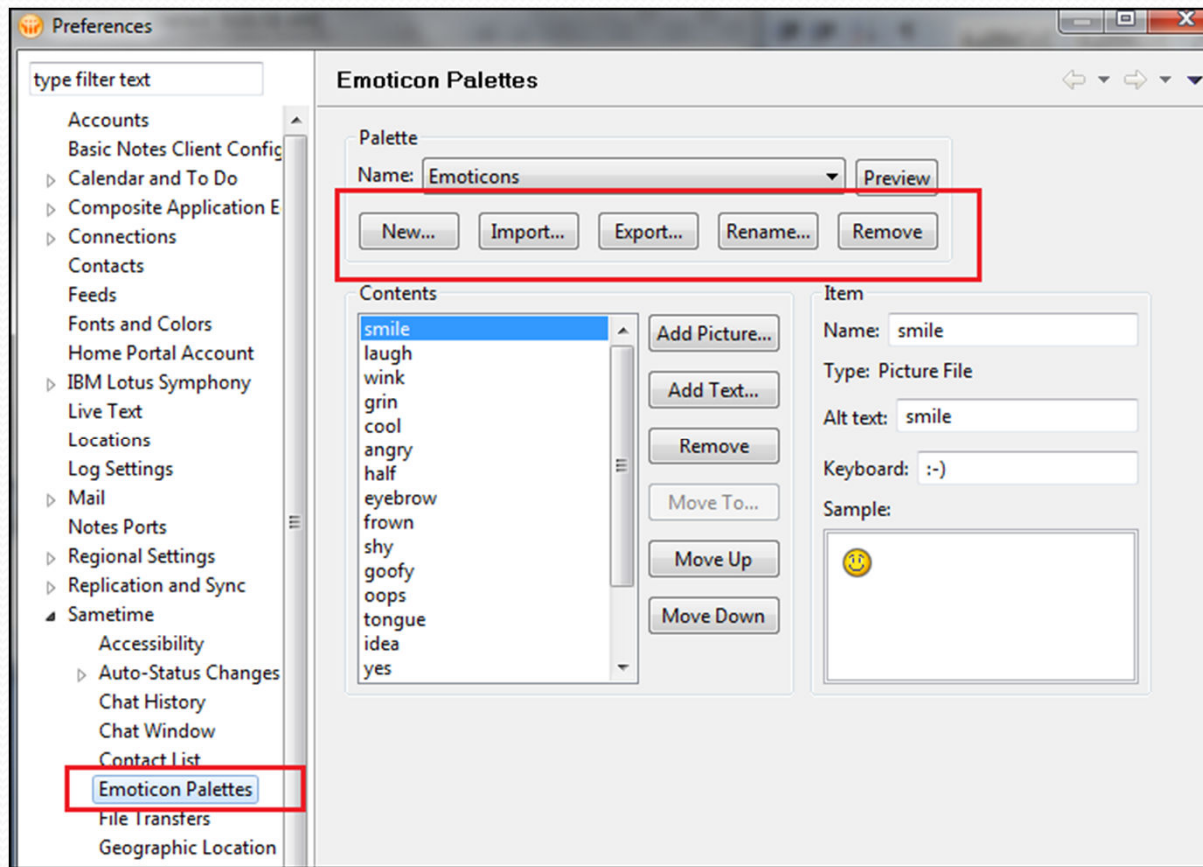 Preferences
type filter text
Accounts
Basic Notes Client Config
Calendar and To Do
Composite Application E
Connections
Contacts
Feeds
Fonts and Colors
Home Portal Account
IBM Lotus Symphony
Live Text
Locations
Log Settings
Mail
Notes Ports
Regional Settings
Replication and Sync
Sametime
Accessibility
Auto-Status Changes
Chat History
Chat Window
Contact List
Emoticon Palettes
File Transfers
Geographic Location
Emoticon Palettes
Palette
Name: Emoticons Preview
New... Import... Export... Rename... Remove
Contents
smile
laugh
wink
grin
cool
angry
half
eyebrow
frown
shy
goofy
oops
tongue
idea
yes
Add Picture...
Add Text...
Remove
Move To...
Move Up
Move Down
Item
Name: smile
Type: Picture File
Alt text: smile
Keyboard: :-)
Sample: